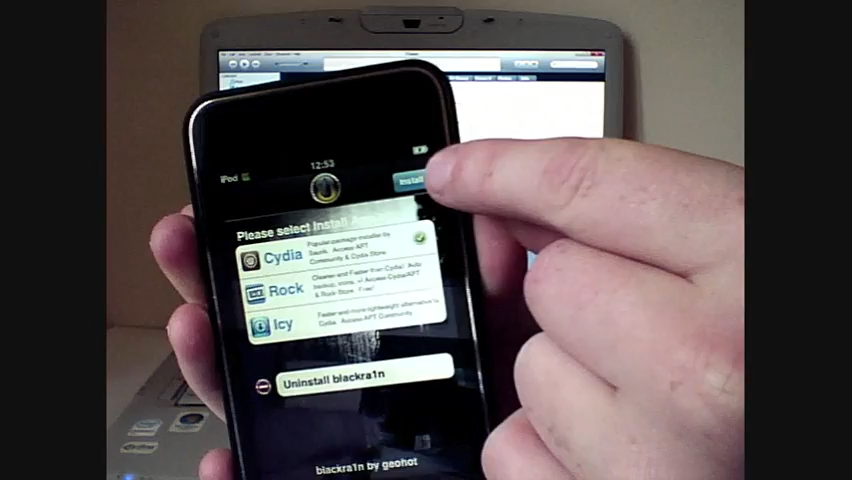 12:53
iPod
Install
Please select Install
Cydia
Popular package installer by
Saurik. Access APT
Community & Cydia Store
Rock
Cleaner and Faster than Cydia! Auto
backup, icons, w/ Access Cydia/APT
& Rock Store. Free!
Icy
Faster and more lightweight alternative to
Cydia. Access APT Community
Uninstall blackra1n
blackra1n by geohot